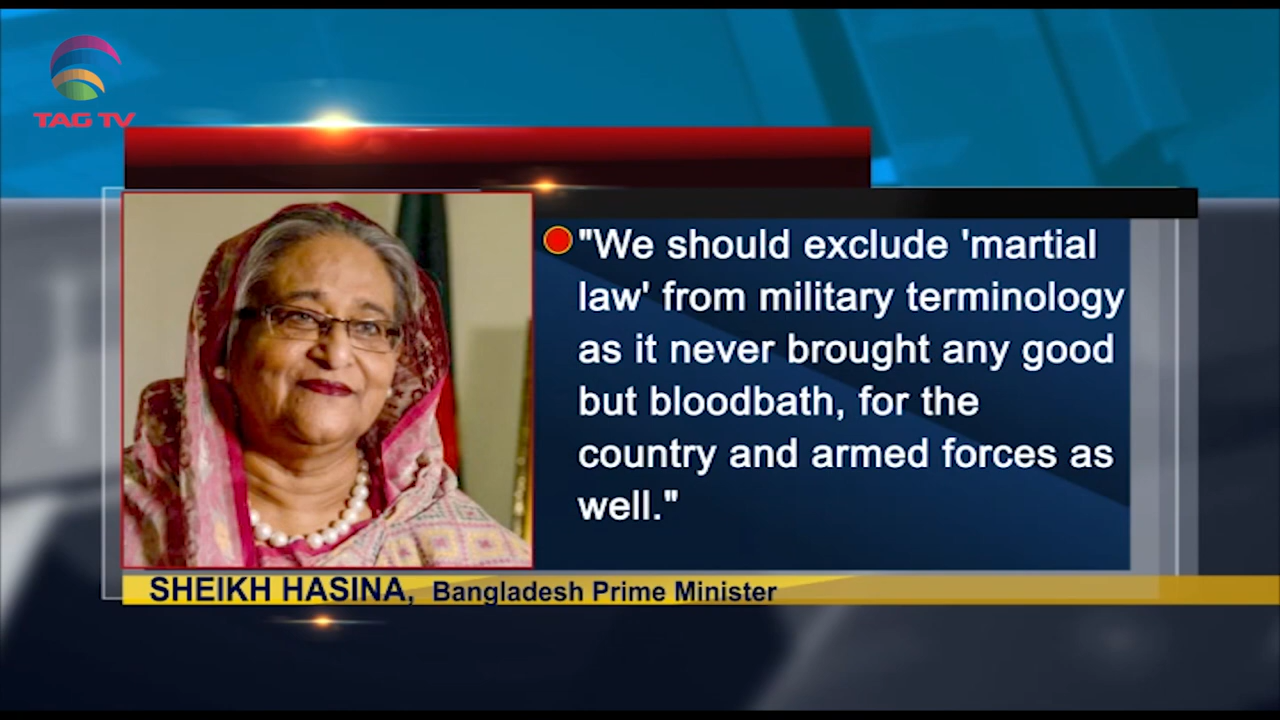 TAG TV
"We should exclude 'martial
law' from military terminology
as it never brought any good
but bloodbath, for the
country and armed forces as
well."
SHEIKH HASINA, Bangladesh Prime Minister